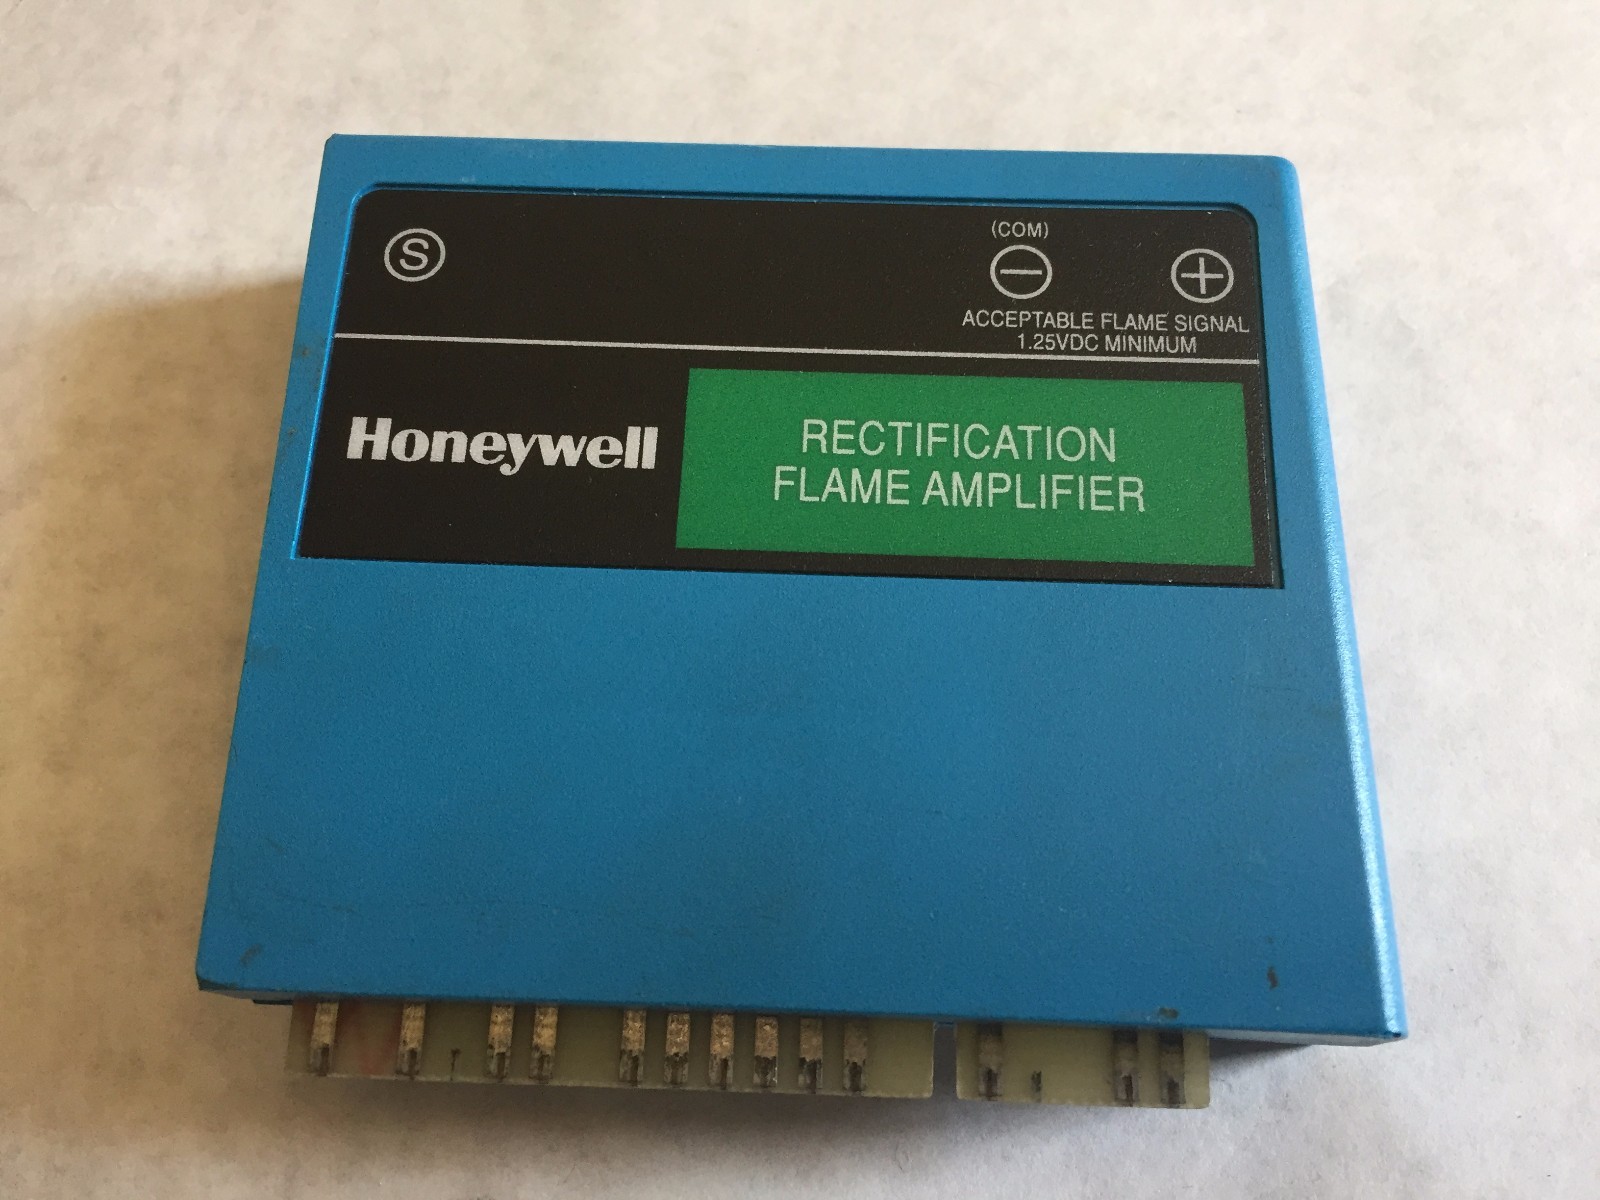 S
(COM)
− +
ACCEPTABLE FLAME SIGNAL
1.25VDC MINIMUM
Honeywell
RECTIFICATION
FLAME AMPLIFIER